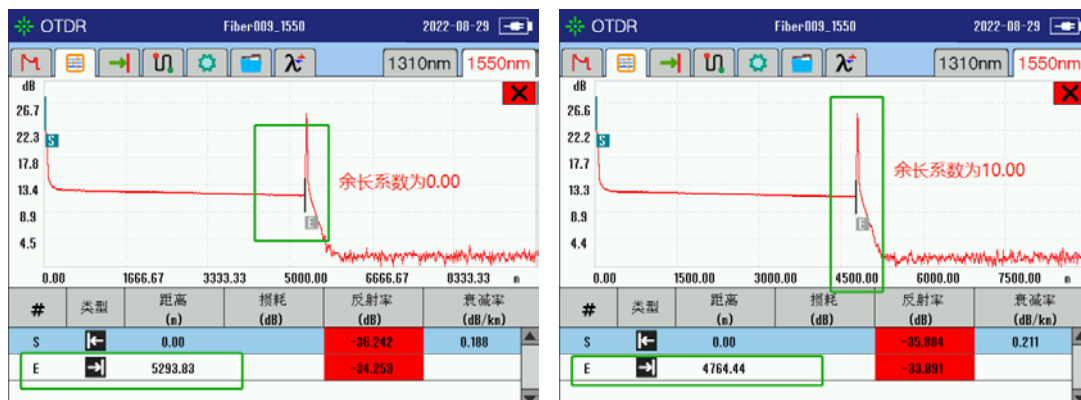 OTDR Fiber009_1550 2022-08-29
1310nm 1550nm
dB
26.7
22.2
17.8
13.4
8.9
4.5
S
余长系数为0.00
E
0.00 1666.67 3333.33 5000.00 6666.67 8333.33 m
# 类型 距离 (m) 损耗 (dB) 反射率 (dB) 衰减率 (dB/km)
S 0.00 -36.242 0.188
E 5293.83 -34.253
OTDR Fiber009_1550 2022-08-29
1310nm 1550nm
dB
26.6
22.2
17.7
13.3
8.9
4.4
S
余长系数为10.00
E
0.00 1500.00 3000.00 4500.00 6000.00 7500.00 m
# 类型 距离 (m) 损耗 (dB) 反射率 (dB) 衰减率 (dB/km)
S 0.00 -35.884 0.211
E 4764.44 -33.891